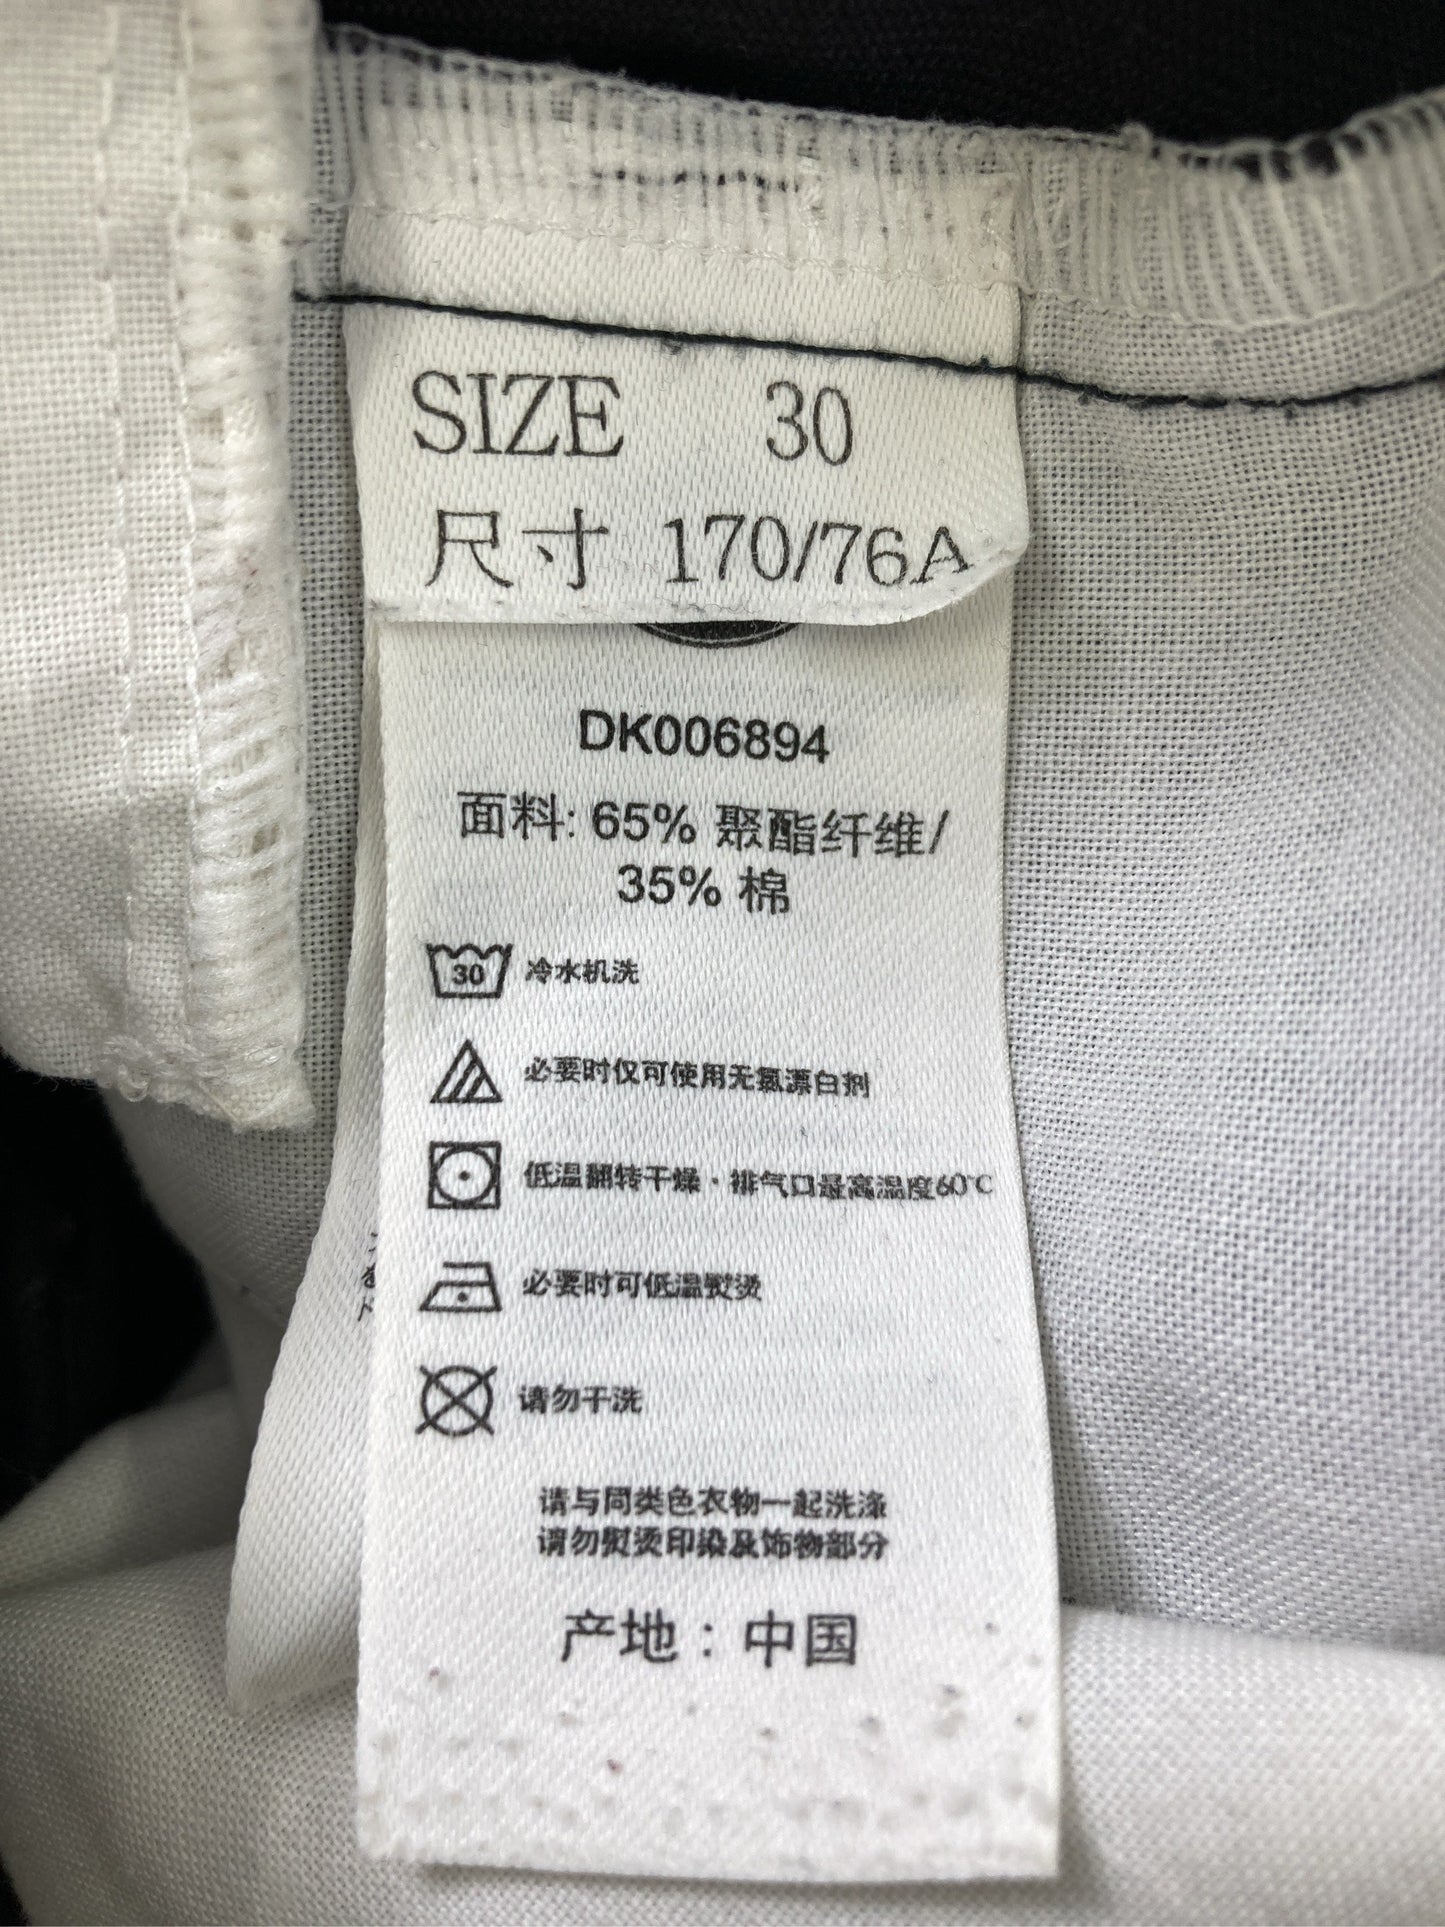 SIZE 30
尺寸 170/76A
DK006894
面料: 65% 聚酯纤维/
35% 棉
30 冷水机洗
必要时仅可使用无氯漂白剂
低温翻转干燥·排气口最高温度60℃
必要时可低温熨烫
请勿干洗
请与同类色衣物一起洗涤
请勿熨烫印染及饰物部分
产地：中国